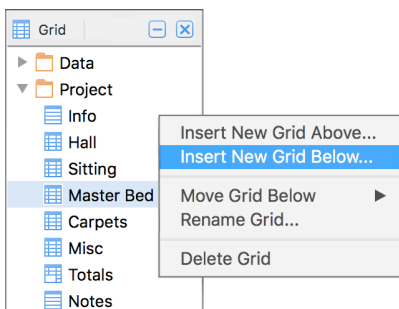 Grid
Data
Project
Info
Hall
Sitting
Master Bed
Carpets
Misc
Totals
Notes
Insert New Grid Above...
Insert New Grid Below...
Move Grid Below
Rename Grid...
Delete Grid